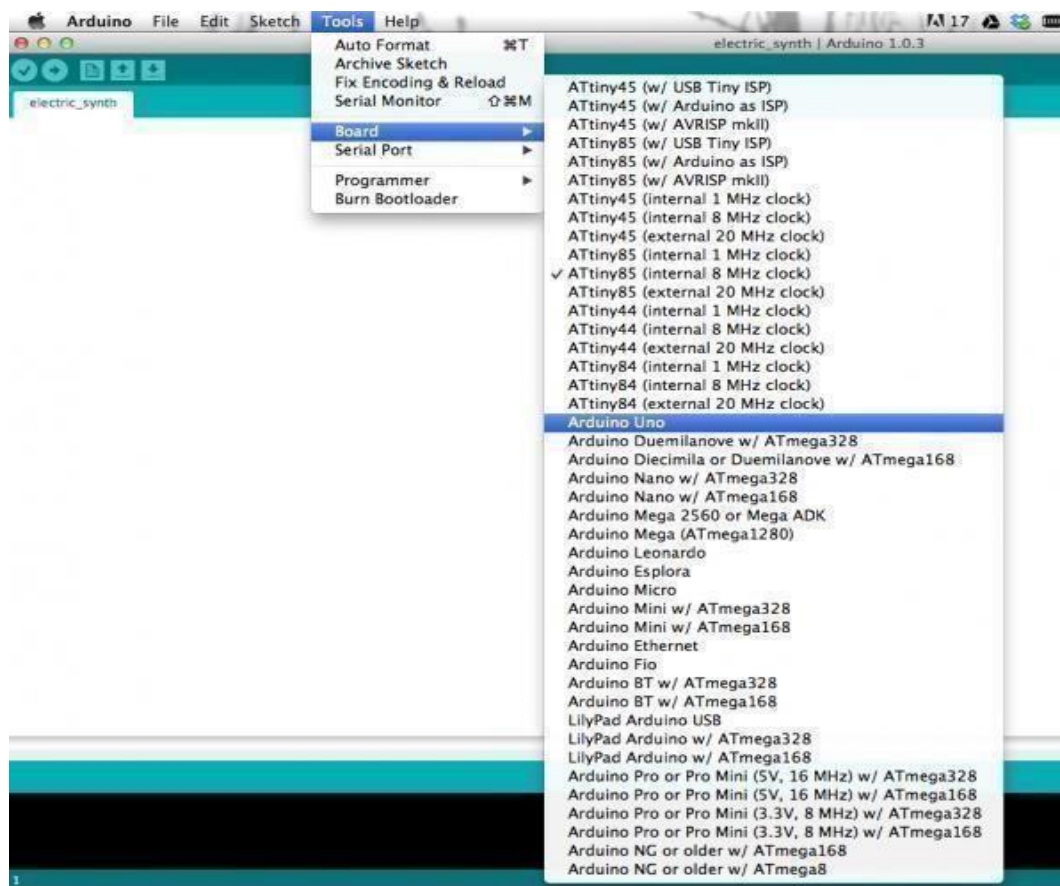 Arduino File Edit Sketch Tools Help 17
electric_synth | Arduino 1.0.3
electric_synth
Auto Format ⌘T
Archive Sketch
Fix Encoding & Reload
Serial Monitor ⇧⌘M
Board
Serial Port
Programmer
Burn Bootloader
ATtiny45 (w/ USB Tiny ISP)
ATtiny45 (w/ Arduino as ISP)
ATtiny45 (w/ AVRISP mkII)
ATtiny85 (w/ USB Tiny ISP)
ATtiny85 (w/ Arduino as ISP)
ATtiny85 (w/ AVRISP mkII)
ATtiny45 (internal 1 MHz clock)
ATtiny45 (internal 8 MHz clock)
ATtiny45 (external 20 MHz clock)
ATtiny85 (internal 1 MHz clock)
✓ ATtiny85 (internal 8 MHz clock)
ATtiny85 (external 20 MHz clock)
ATtiny44 (internal 1 MHz clock)
ATtiny44 (internal 8 MHz clock)
ATtiny44 (external 20 MHz clock)
ATtiny84 (internal 1 MHz clock)
ATtiny84 (internal 8 MHz clock)
ATtiny84 (external 20 MHz clock)
Arduino Uno
Arduino Duemilanove w/ ATmega328
Arduino Diecimila or Duemilanove w/ ATmega168
Arduino Nano w/ ATmega328
Arduino Nano w/ ATmega168
Arduino Mega 2560 or Mega ADK
Arduino Mega (ATmega1280)
Arduino Leonardo
Arduino Esplora
Arduino Micro
Arduino Mini w/ ATmega328
Arduino Mini w/ ATmega168
Arduino Ethernet
Arduino Fio
Arduino BT w/ ATmega328
Arduino BT w/ ATmega168
LilyPad Arduino USB
LilyPad Arduino w/ ATmega328
LilyPad Arduino w/ ATmega168
Arduino Pro or Pro Mini (5V, 16 MHz) w/ ATmega328
Arduino Pro or Pro Mini (5V, 16 MHz) w/ ATmega168
Arduino Pro or Pro Mini (3.3V, 8 MHz) w/ ATmega328
Arduino Pro or Pro Mini (3.3V, 8 MHz) w/ ATmega168
Arduino NG or older w/ ATmega168
Arduino NG or older w/ ATmega8
1